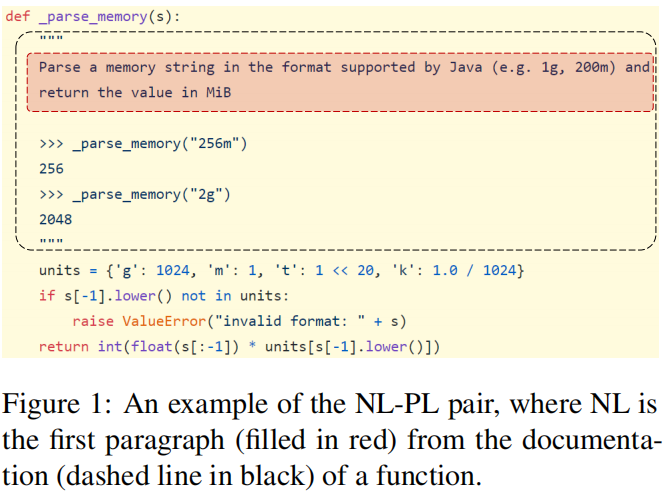 def _parse_memory(s):
"""
Parse a memory string in the format supported by Java (e.g. 1g, 200m) and
return the value in MiB
>>> _parse_memory("256m")
256
>>> _parse_memory("2g")
2048
"""
units = {'g': 1024, 'm': 1, 't': 1 << 20, 'k': 1.0 / 1024}
if s[-1].lower() not in units:
raise ValueError("invalid format: " + s)
return int(float(s[:-1]) * units[s[-1].lower()])
Figure 1: An example of the NL-PL pair, where NL is
the first paragraph (filled in red) from the documenta-
tion (dashed line in black) of a function.